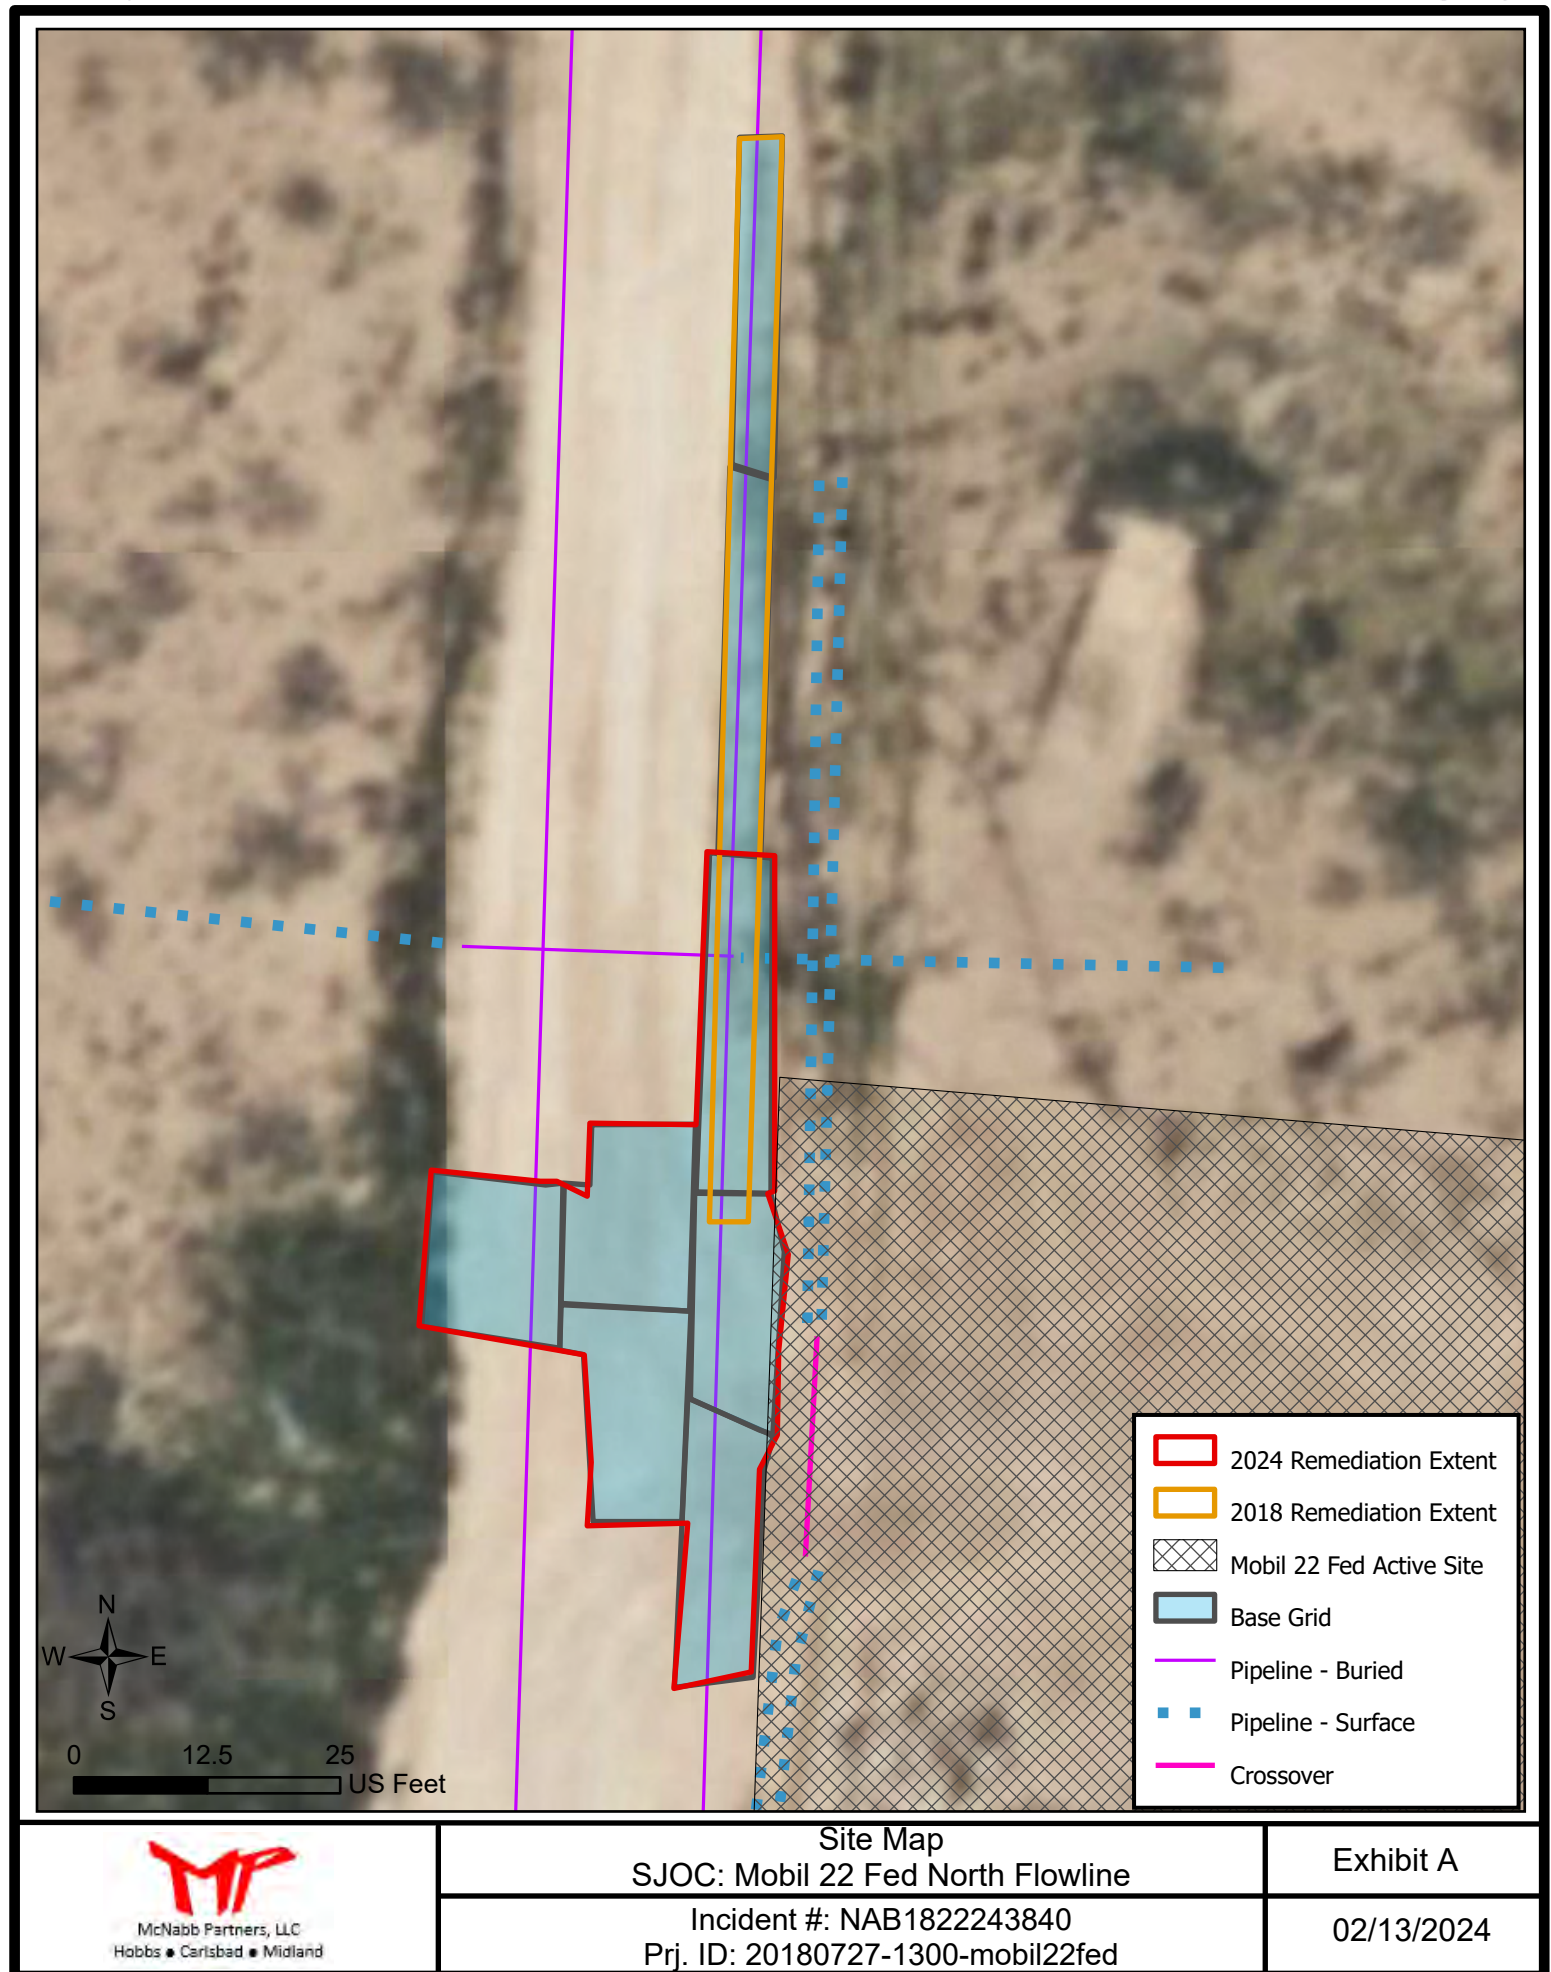 2024 Remediation Extent
2018 Remediation Extent
Mobil 22 Fed Active Site
Base Grid
Pipeline - Buried
Pipeline - Surface
Crossover
N
W E
S
0 12.5 25
US Feet
McNabb Partners, LLC
Hobbs ● Carlsbad ● Midland
Site Map
SJOC: Mobil 22 Fed North Flowline
Incident #: NAB1822243840
Prj. ID: 20180727-1300-mobil22fed
Exhibit A
02/13/2024